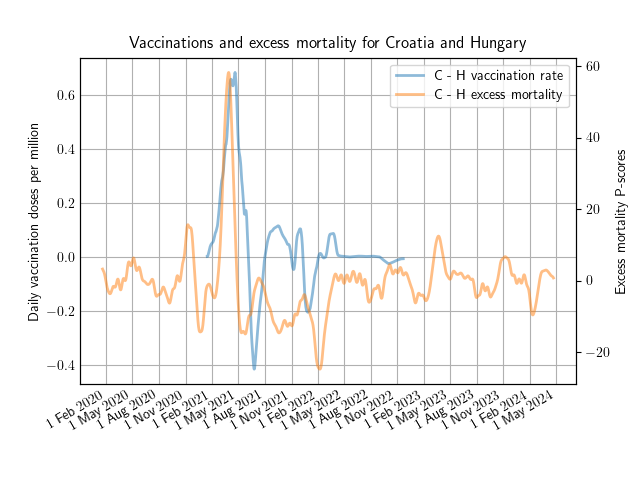 Vaccinations and excess mortality for Croatia and Hungary
C - H vaccination rate
C - H excess mortality
Daily vaccination doses per million
0.6
0.4
0.2
0.0
−0.2
−0.4
Excess mortality P-scores
60
40
20
0
−20
1 Feb 2020
1 May 2020
1 Aug 2020
1 Nov 2020
1 Feb 2021
1 May 2021
1 Aug 2021
1 Nov 2021
1 Feb 2022
1 May 2022
1 Aug 2022
1 Nov 2022
1 Feb 2023
1 May 2023
1 Aug 2023
1 Nov 2023
1 Feb 2024
1 May 2024